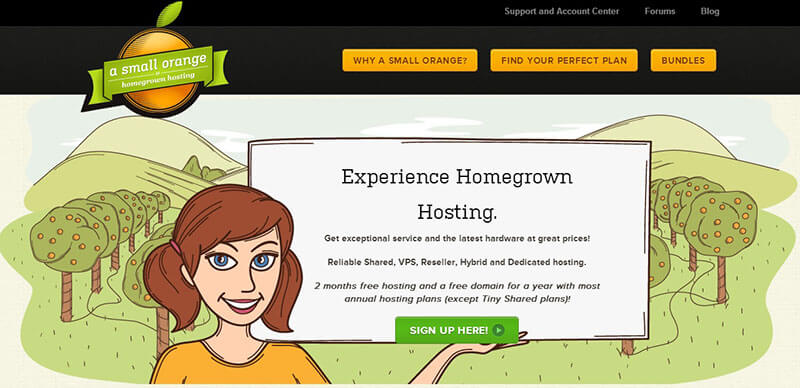 Support and Account Center Forums Blog
a small orange
homegrown hosting
WHY A SMALL ORANGE? FIND YOUR PERFECT PLAN BUNDLES
Experience Homegrown
Hosting.
Get exceptional service and the latest hardware at great prices!
Reliable Shared, VPS, Reseller, Hybrid and Dedicated hosting.
2 months free hosting and a free domain for a year with most
annual hosting plans (except Tiny Shared plans)!
SIGN UP HERE!